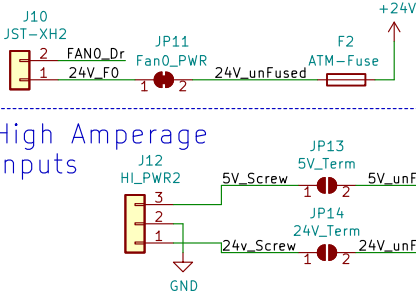 +24V
J10
JST-XH2
JP11
Fan0_PWR
F2
ATM-Fuse
2 FAN0_Dr
1 24V_F0
1 2
24V_unFused
High Amperage
nputs
J12
HI_PWR2
JP13
5V_Term
3 5V_Screw
1 2
5V_unF
2
JP14
24V_Term
1 24v_Screw
1 2
24V_unF
GND